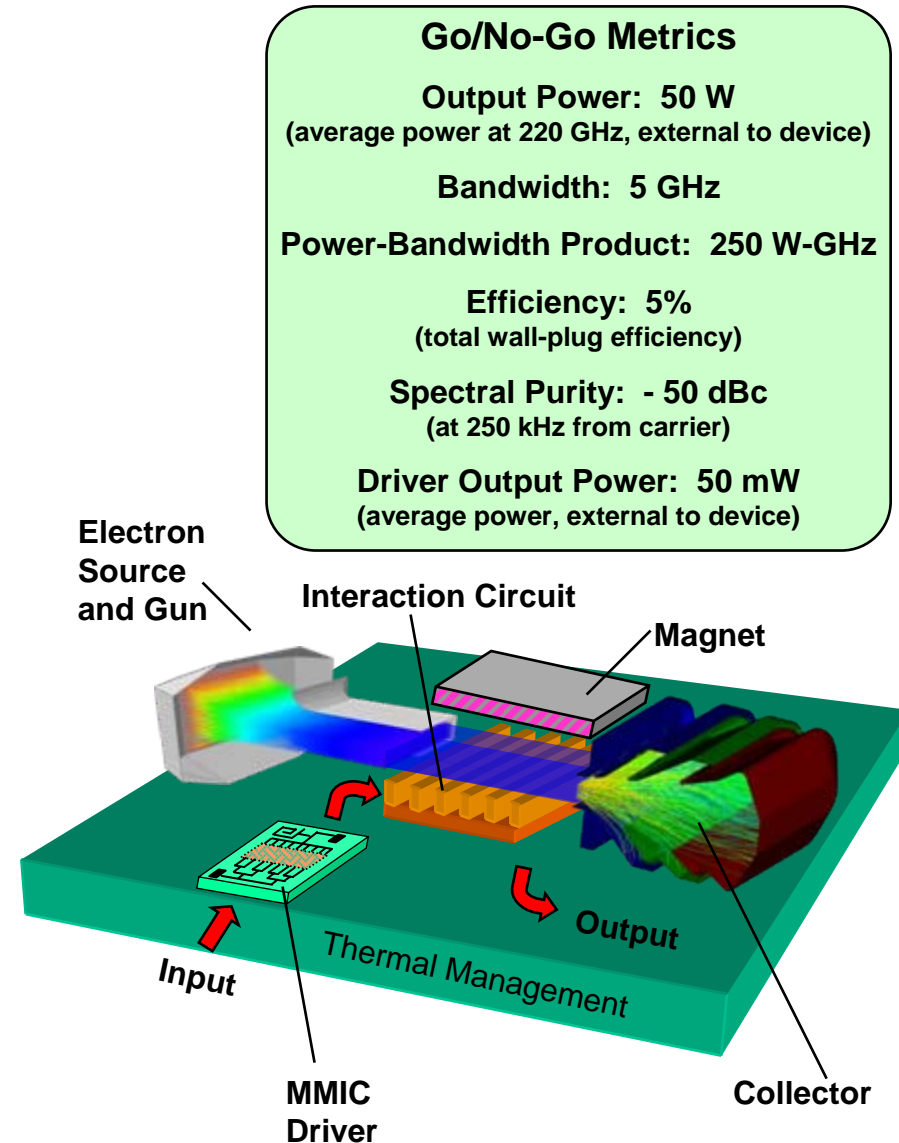 Go/No-Go Metrics
Output Power: 50 W
(average power at 220 GHz, external to device)
Bandwidth: 5 GHz
Power-Bandwidth Product: 250 W-GHz
Efficiency: 5%
(total wall-plug efficiency)
Spectral Purity: - 50 dBc
(at 250 kHz from carrier)
Driver Output Power: 50 mW
(average power, external to device)
Electron
Source
and Gun
Interaction Circuit
Magnet
Output
Input
Thermal Management
MMIC
Driver
Collector